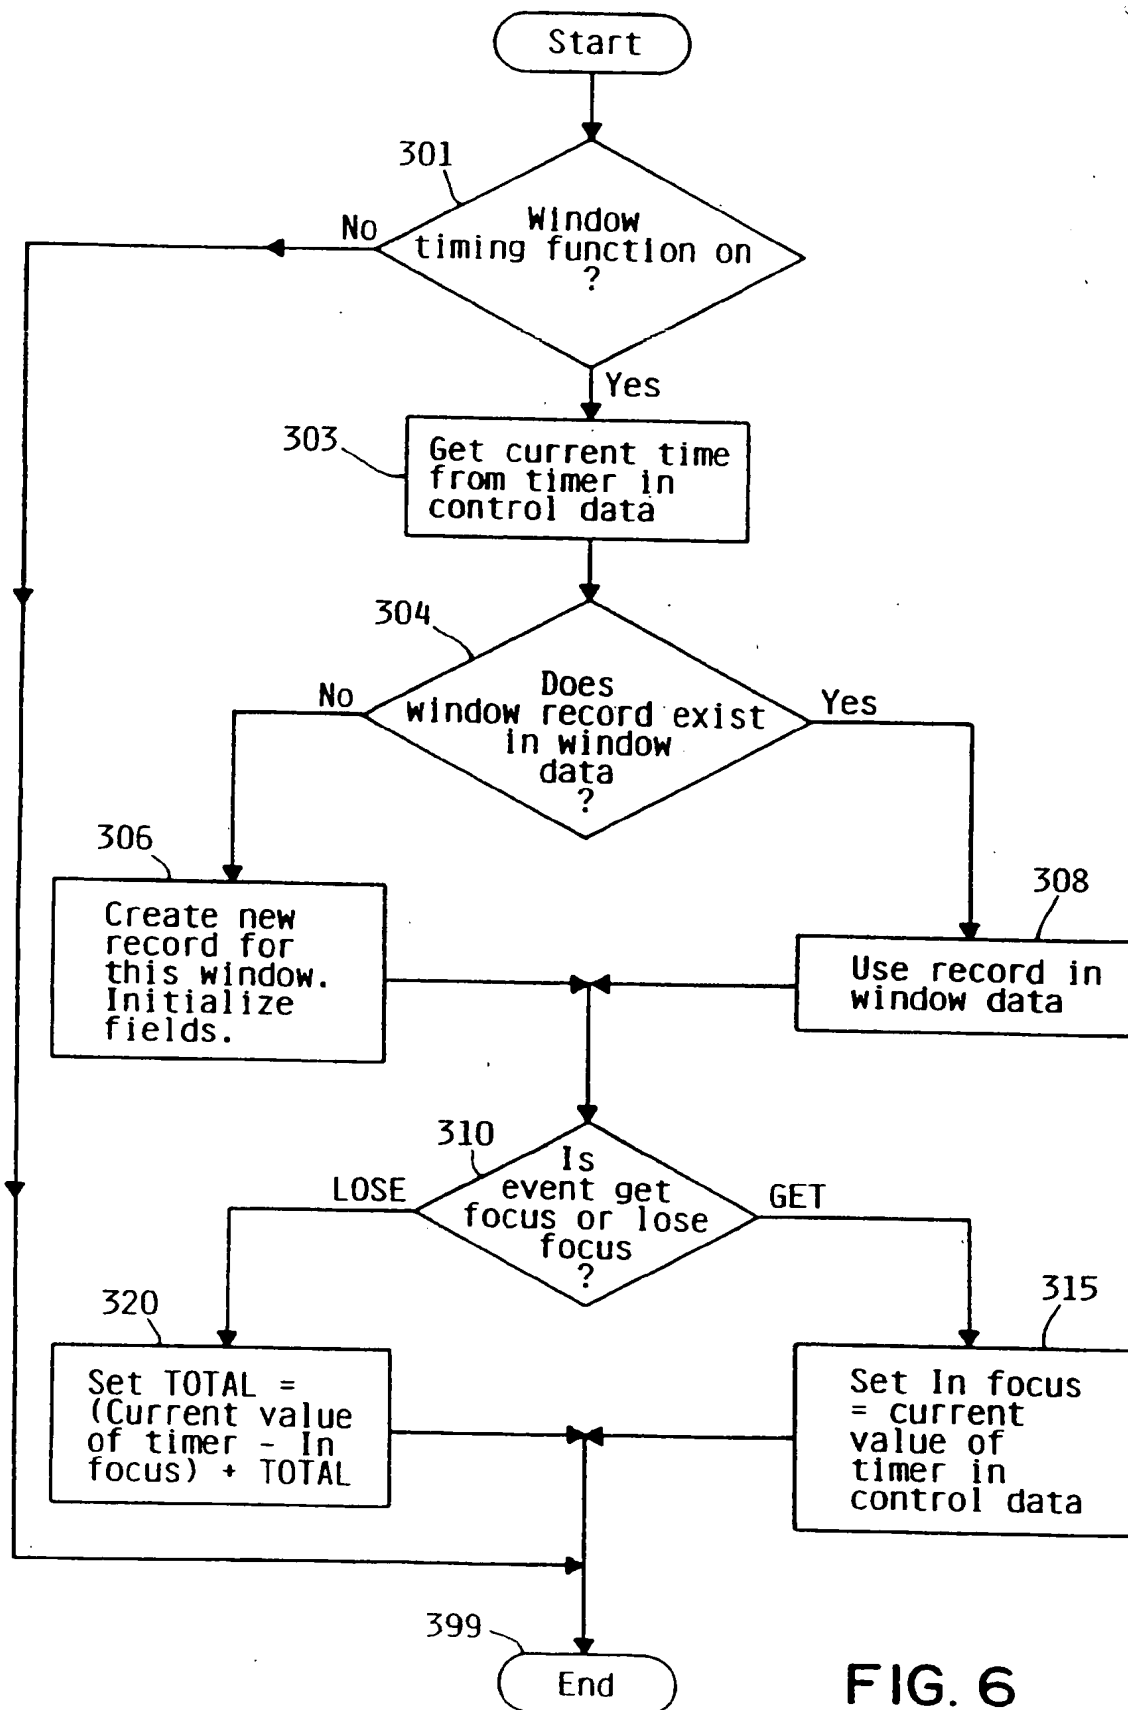 Start
301
Window
timing function on
?
No
Yes
303
Get current time
from timer in
control data
304
Does
window record exist
in window
data
?
No
Yes
306
Create new
record for
this window.
Initialize
fields.
308
Use record in
window data
310
Is
event get
focus or lose
focus
?
LOSE
GET
320
Set TOTAL =
(Current value
of timer - In
focus) + TOTAL
315
Set In focus
= current
value of
timer in
control data
399
End
FIG. 6